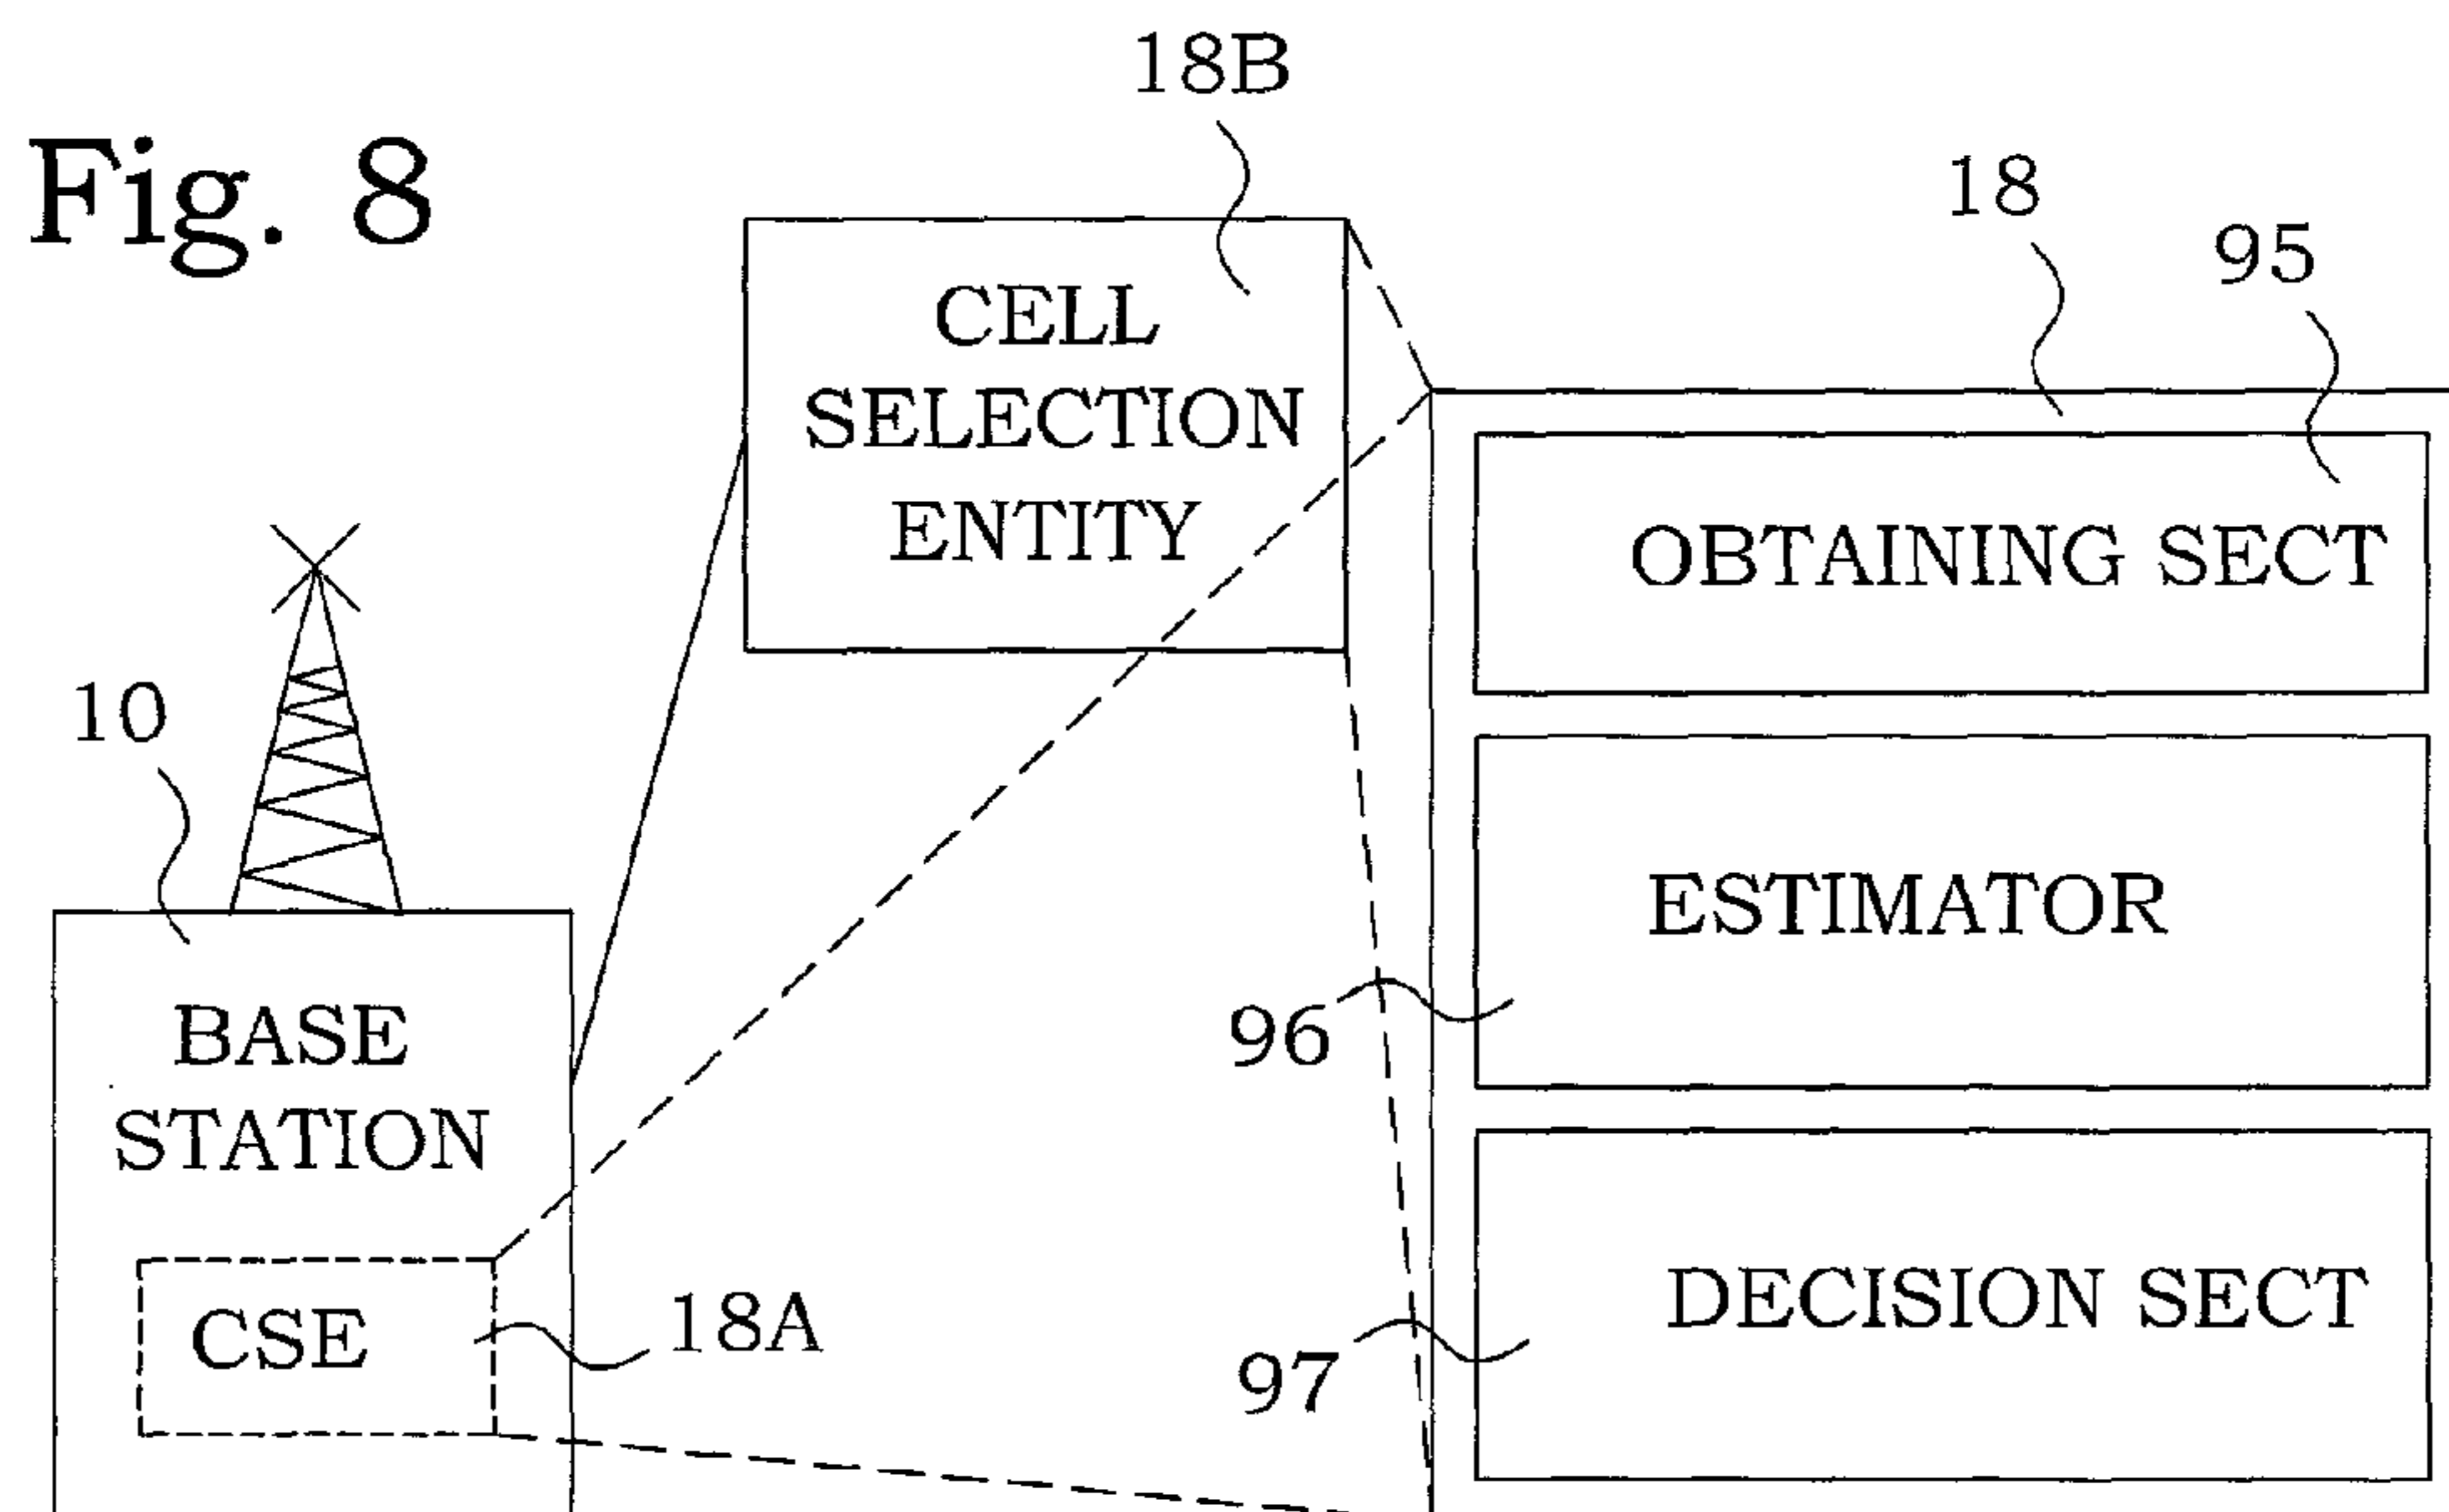 Fig. 8
18B
18
95
CELL
SELECTION
ENTITY
OBTAINING SECT
10
ESTIMATOR
96
BASE
STATION
DECISION SECT
CSE
18A
97